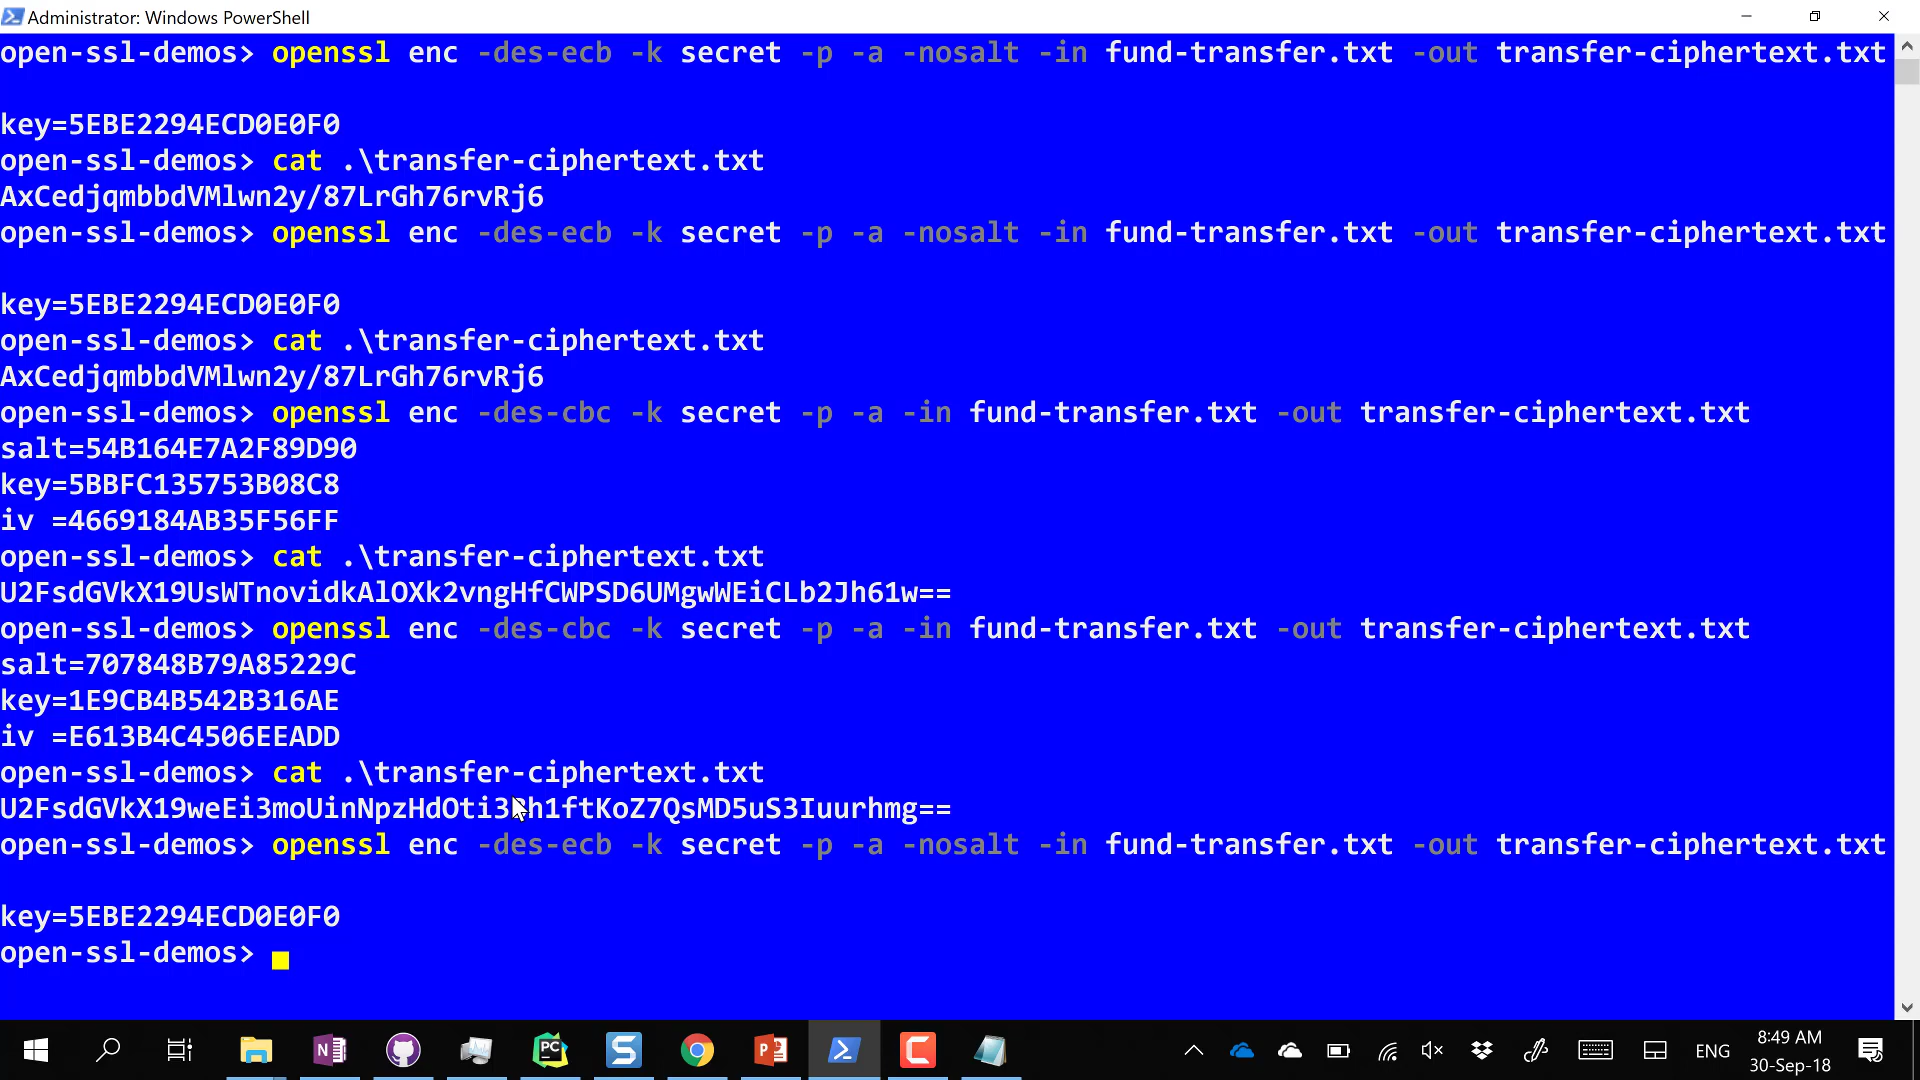 Administrator: Windows PowerShell
open-ssl-demos> openssl enc -des-ecb -k secret -p -a -nosalt -in fund-transfer.txt -out transfer-ciphertext.txt
key=5EBE2294ECD0E0F0
open-ssl-demos> cat .\transfer-ciphertext.txt
AxCedjqmbbdVMlwn2y/87LrGh76rvRj6
open-ssl-demos> openssl enc -des-ecb -k secret -p -a -nosalt -in fund-transfer.txt -out transfer-ciphertext.txt
key=5EBE2294ECD0E0F0
open-ssl-demos> cat .\transfer-ciphertext.txt
AxCedjqmbbdVMlwn2y/87LrGh76rvRj6
open-ssl-demos> openssl enc -des-cbc -k secret -p -a -in fund-transfer.txt -out transfer-ciphertext.txt
salt=54B164E7A2F89D90
key=5BBFC135753B08C8
iv =4669184AB35F56FF
open-ssl-demos> cat .\transfer-ciphertext.txt
U2FsdGVkX19UsWTnovidkAlOXk2vngHfCWPSD6UMgwWEiCLb2Jh61w==
open-ssl-demos> openssl enc -des-cbc -k secret -p -a -in fund-transfer.txt -out transfer-ciphertext.txt
salt=707848B79A85229C
key=1E9CB4B542B316AE
iv =E613B4C4506EEADD
open-ssl-demos> cat .\transfer-ciphertext.txt
open-ssl-demos> openssl enc -des-ecb -k secret -p -a -nosalt -in fund-transfer.txt -out transfer-ciphertext.txt
key=5EBE2294ECD0E0F0
open-ssl-demos>
N PC S P C ENG
8:49 AM
30-Sep-18